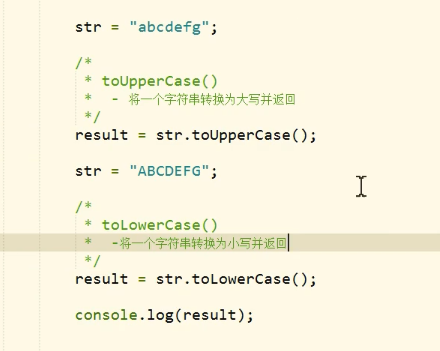 str = "abcdefg";
/*
* toUpperCase()
* - 将一个字符串转换为大写并返回
*/
result = str.toUpperCase();
str = "ABCDEFG";
/*
* toLowerCase()
* -将一个字符串转换为小写并返回
*/
result = str.toLowerCase();
console.log(result);